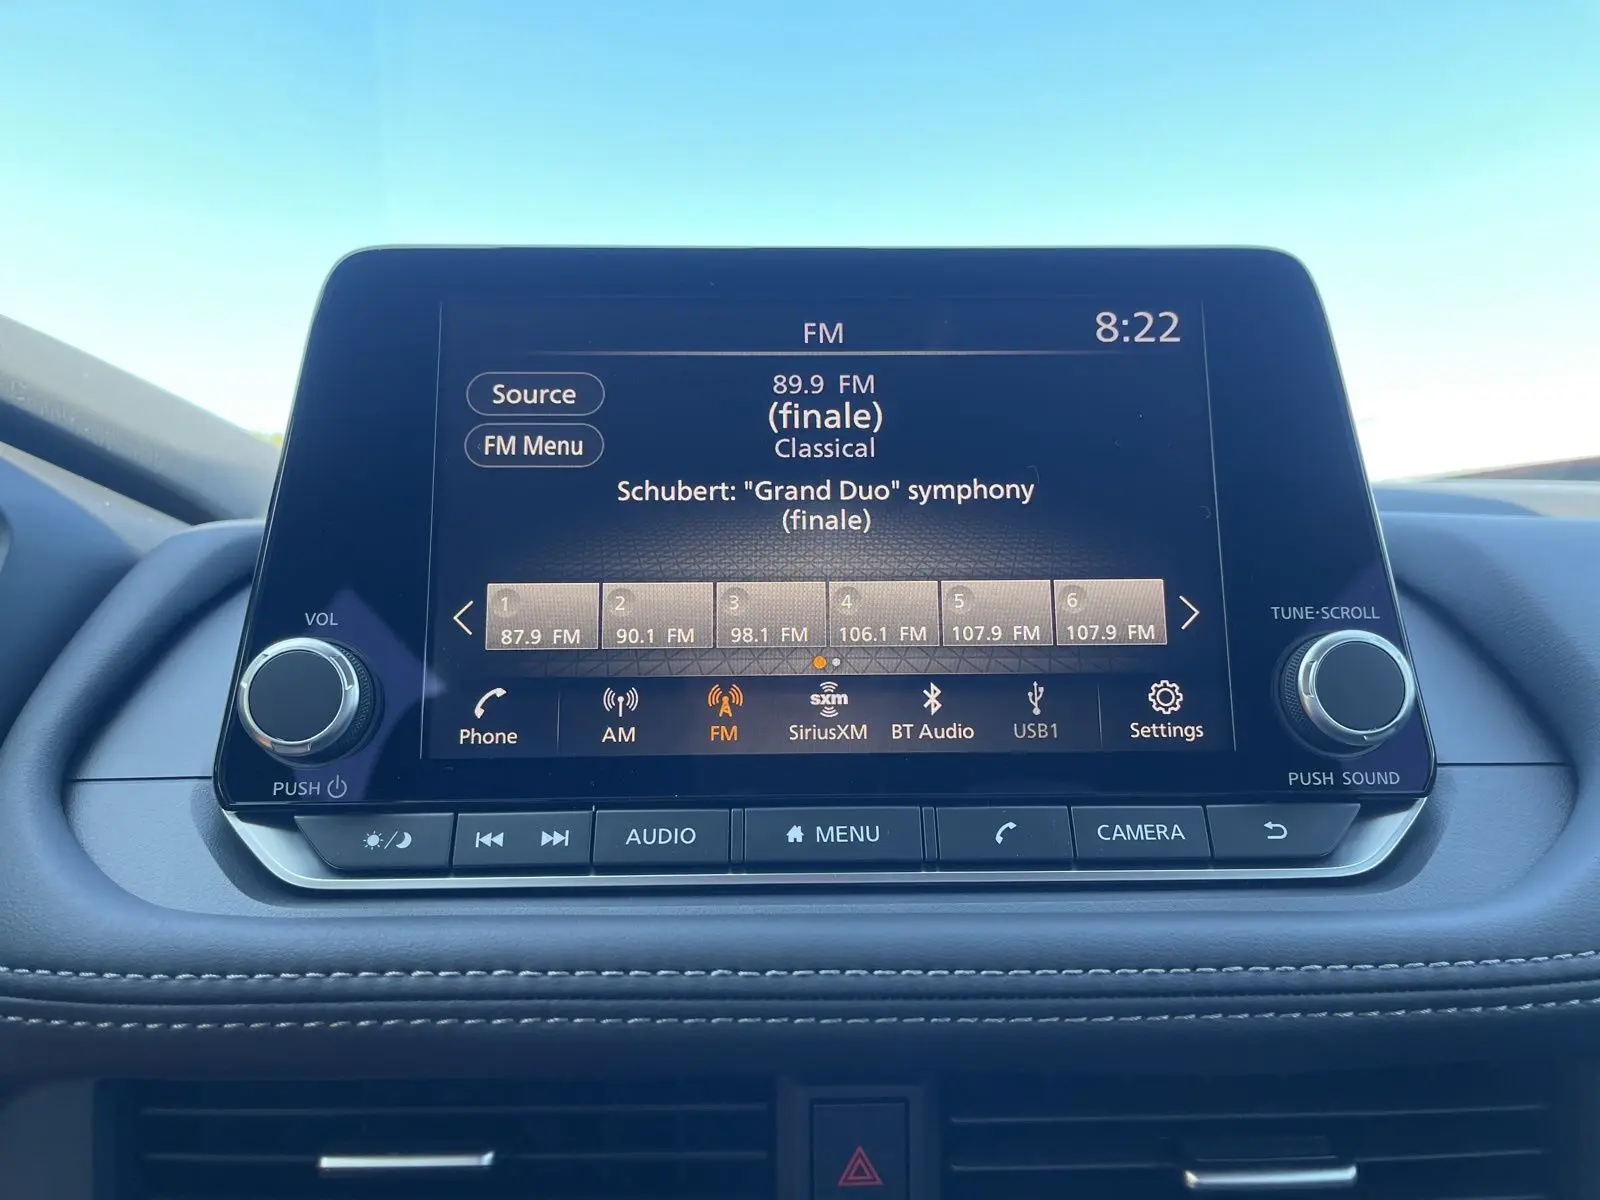 FM
8:22
Source
89.9 FM
(finale)
FM Menu
Classical
Schubert: "Grand Duo" symphony
(finale)
1
2
3
4
5
6
87.9 FM
90.1 FM
98.1 FM
106.1 FM
107.9 FM
107.9 FM
VOL
TUNE·SCROLL
Phone
AM
FM
sxm
SiriusXM
BT Audio
USB1
Settings
PUSH
PUSH SOUND
AUDIO
MENU
CAMERA